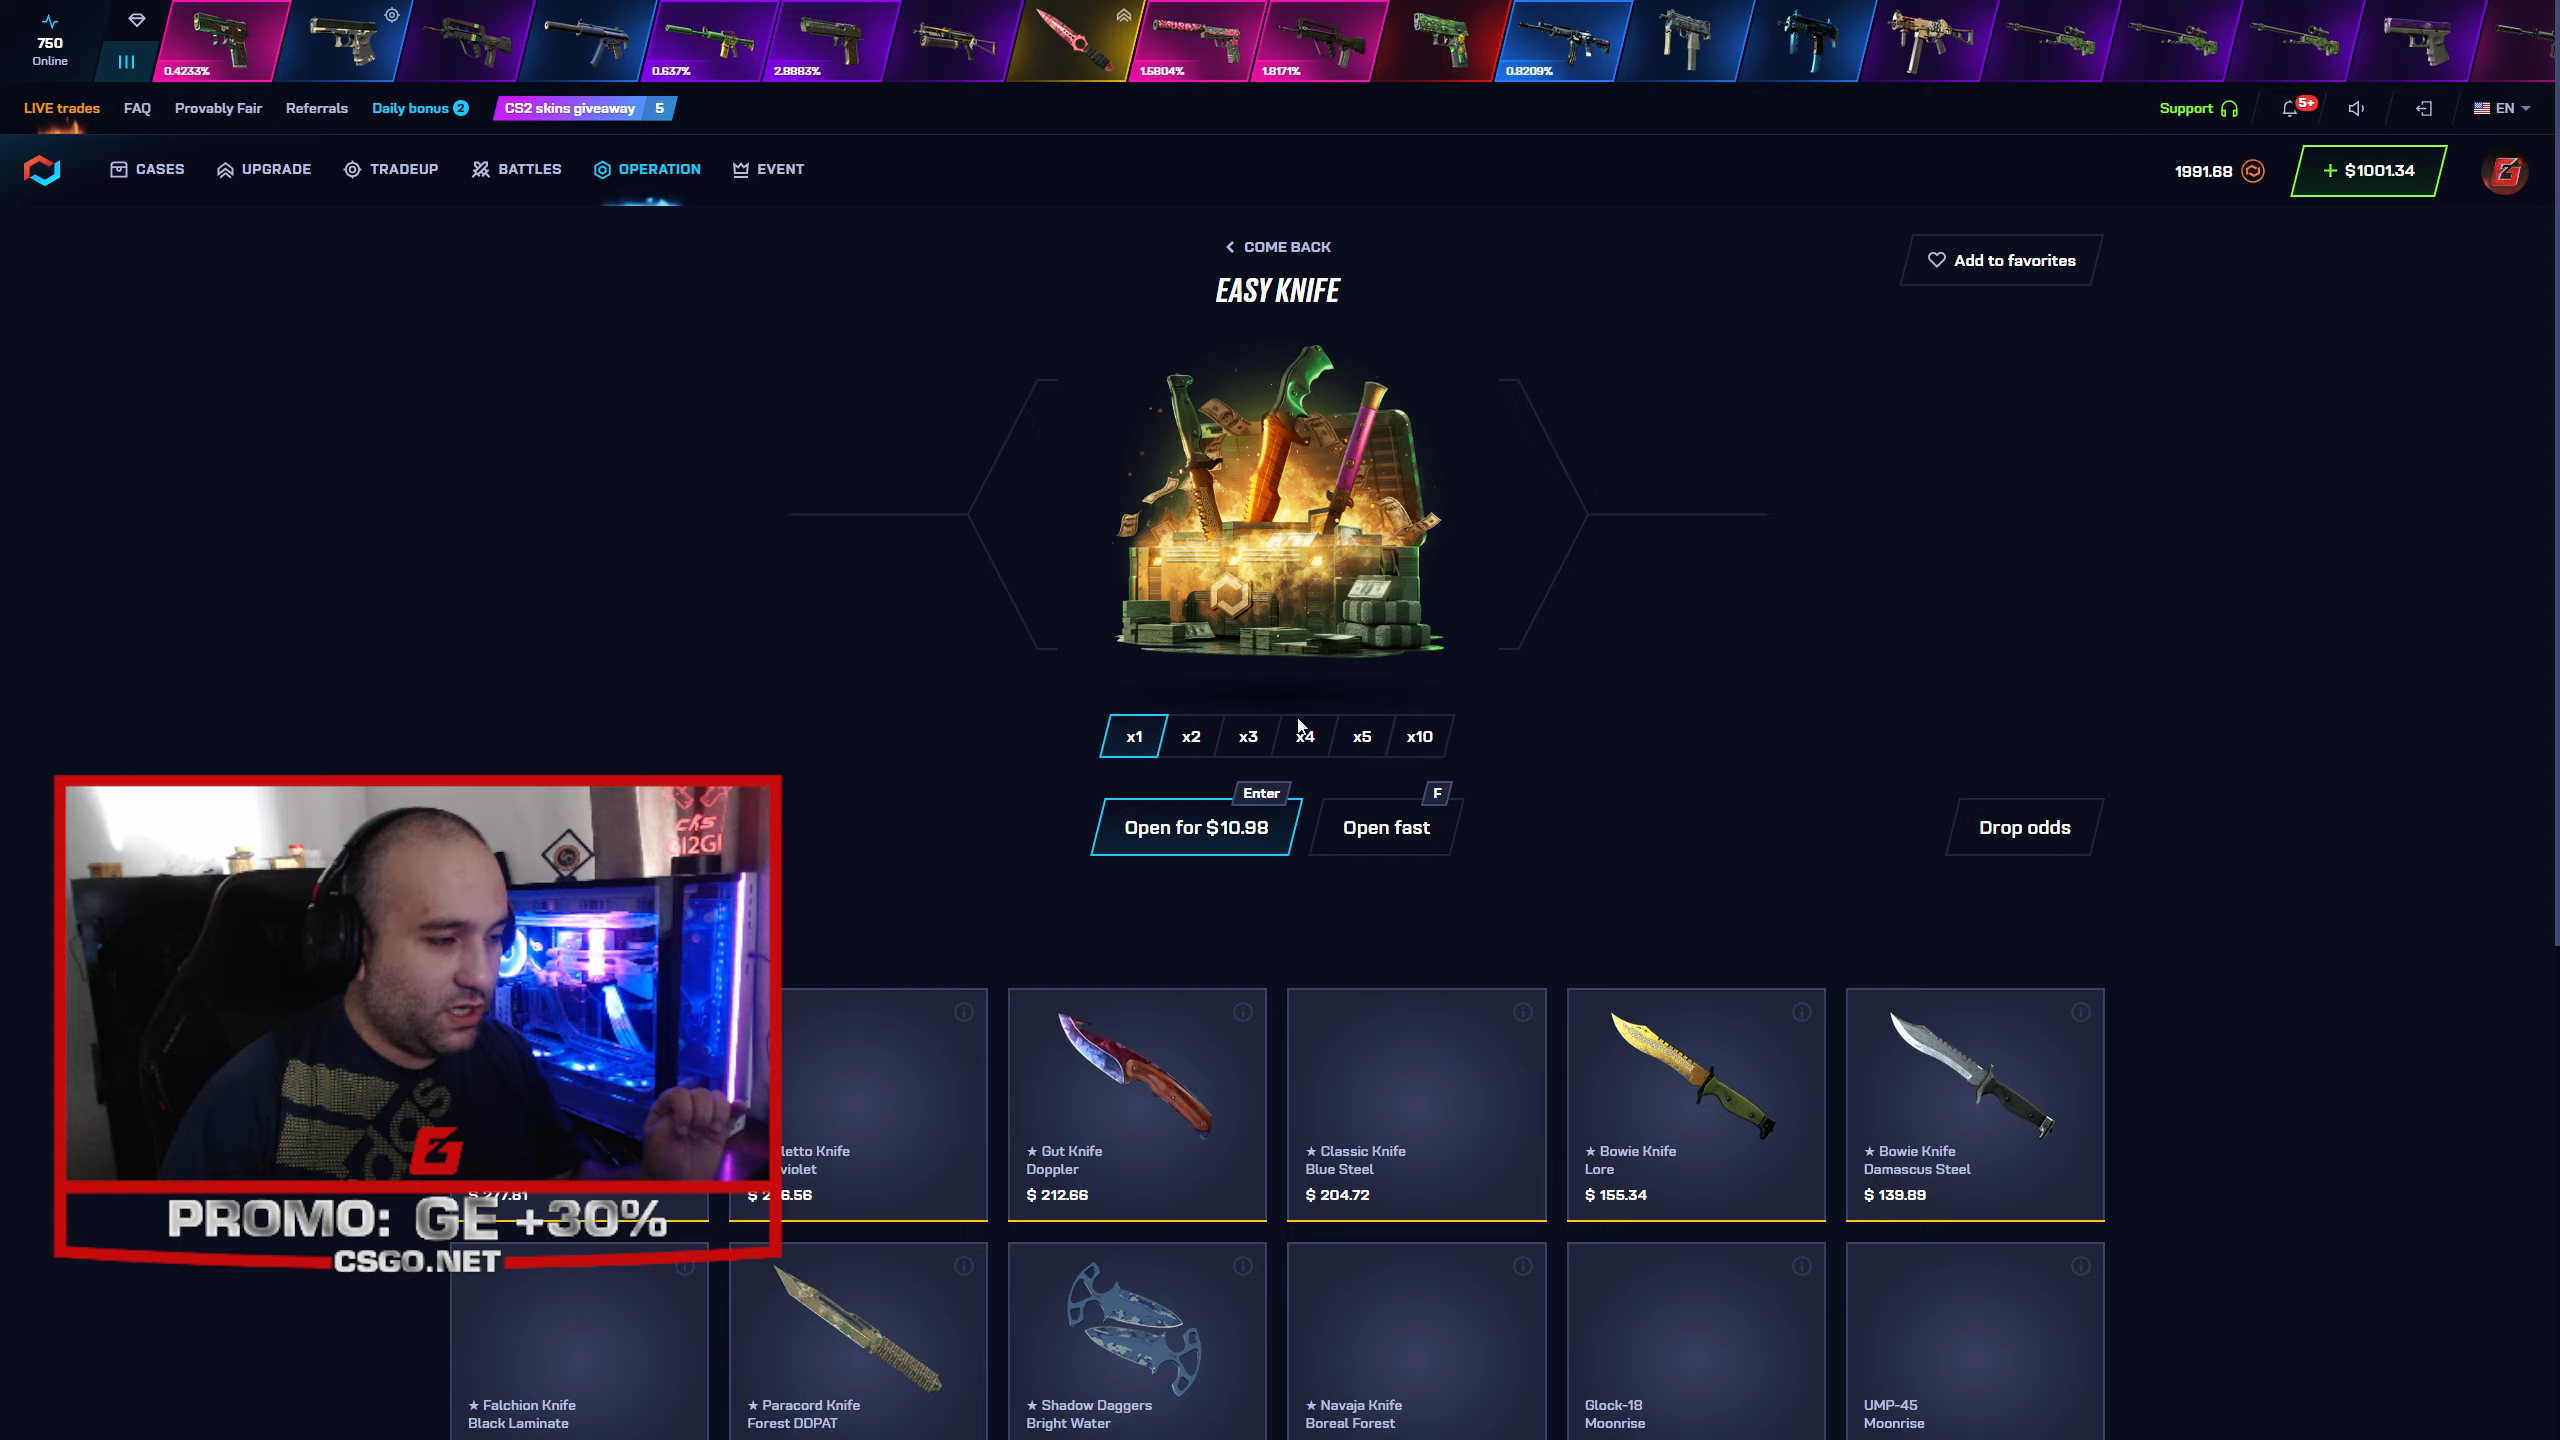 750
Online
0.4233%
0.637%
2.8883%
1.5804%
1.8171%
0.8209%
LIVE trades
FAQ
Provably Fair
Referrals
Daily bonus 2
CS2 skins giveaway 5
Support
5+
EN
CASES
UPGRADE
TRADEUP
BATTLES
OPERATION
EVENT
1991.68
+ $1001.34
COME BACK
Add to favorites
EASY KNIFE
x1
x2
x3
x4
x5
x10
Enter
F
Open for $10.98
Open fast
Drop odds
★ Gut Knife
Doppler
$ 212.66
★ Classic Knife
Blue Steel
$ 204.72
★ Bowie Knife
Lore
$ 155.34
★ Bowie Knife
Damascus Steel
$ 139.89
PROMO: GE +30%
CSGO.NET
★ Falchion Knife
Black Laminate
★ Paracord Knife
Forest DDPAT
★ Shadow Daggers
Bright Water
★ Navaja Knife
Boreal Forest
Glock-18
Moonrise
UMP-45
Moonrise